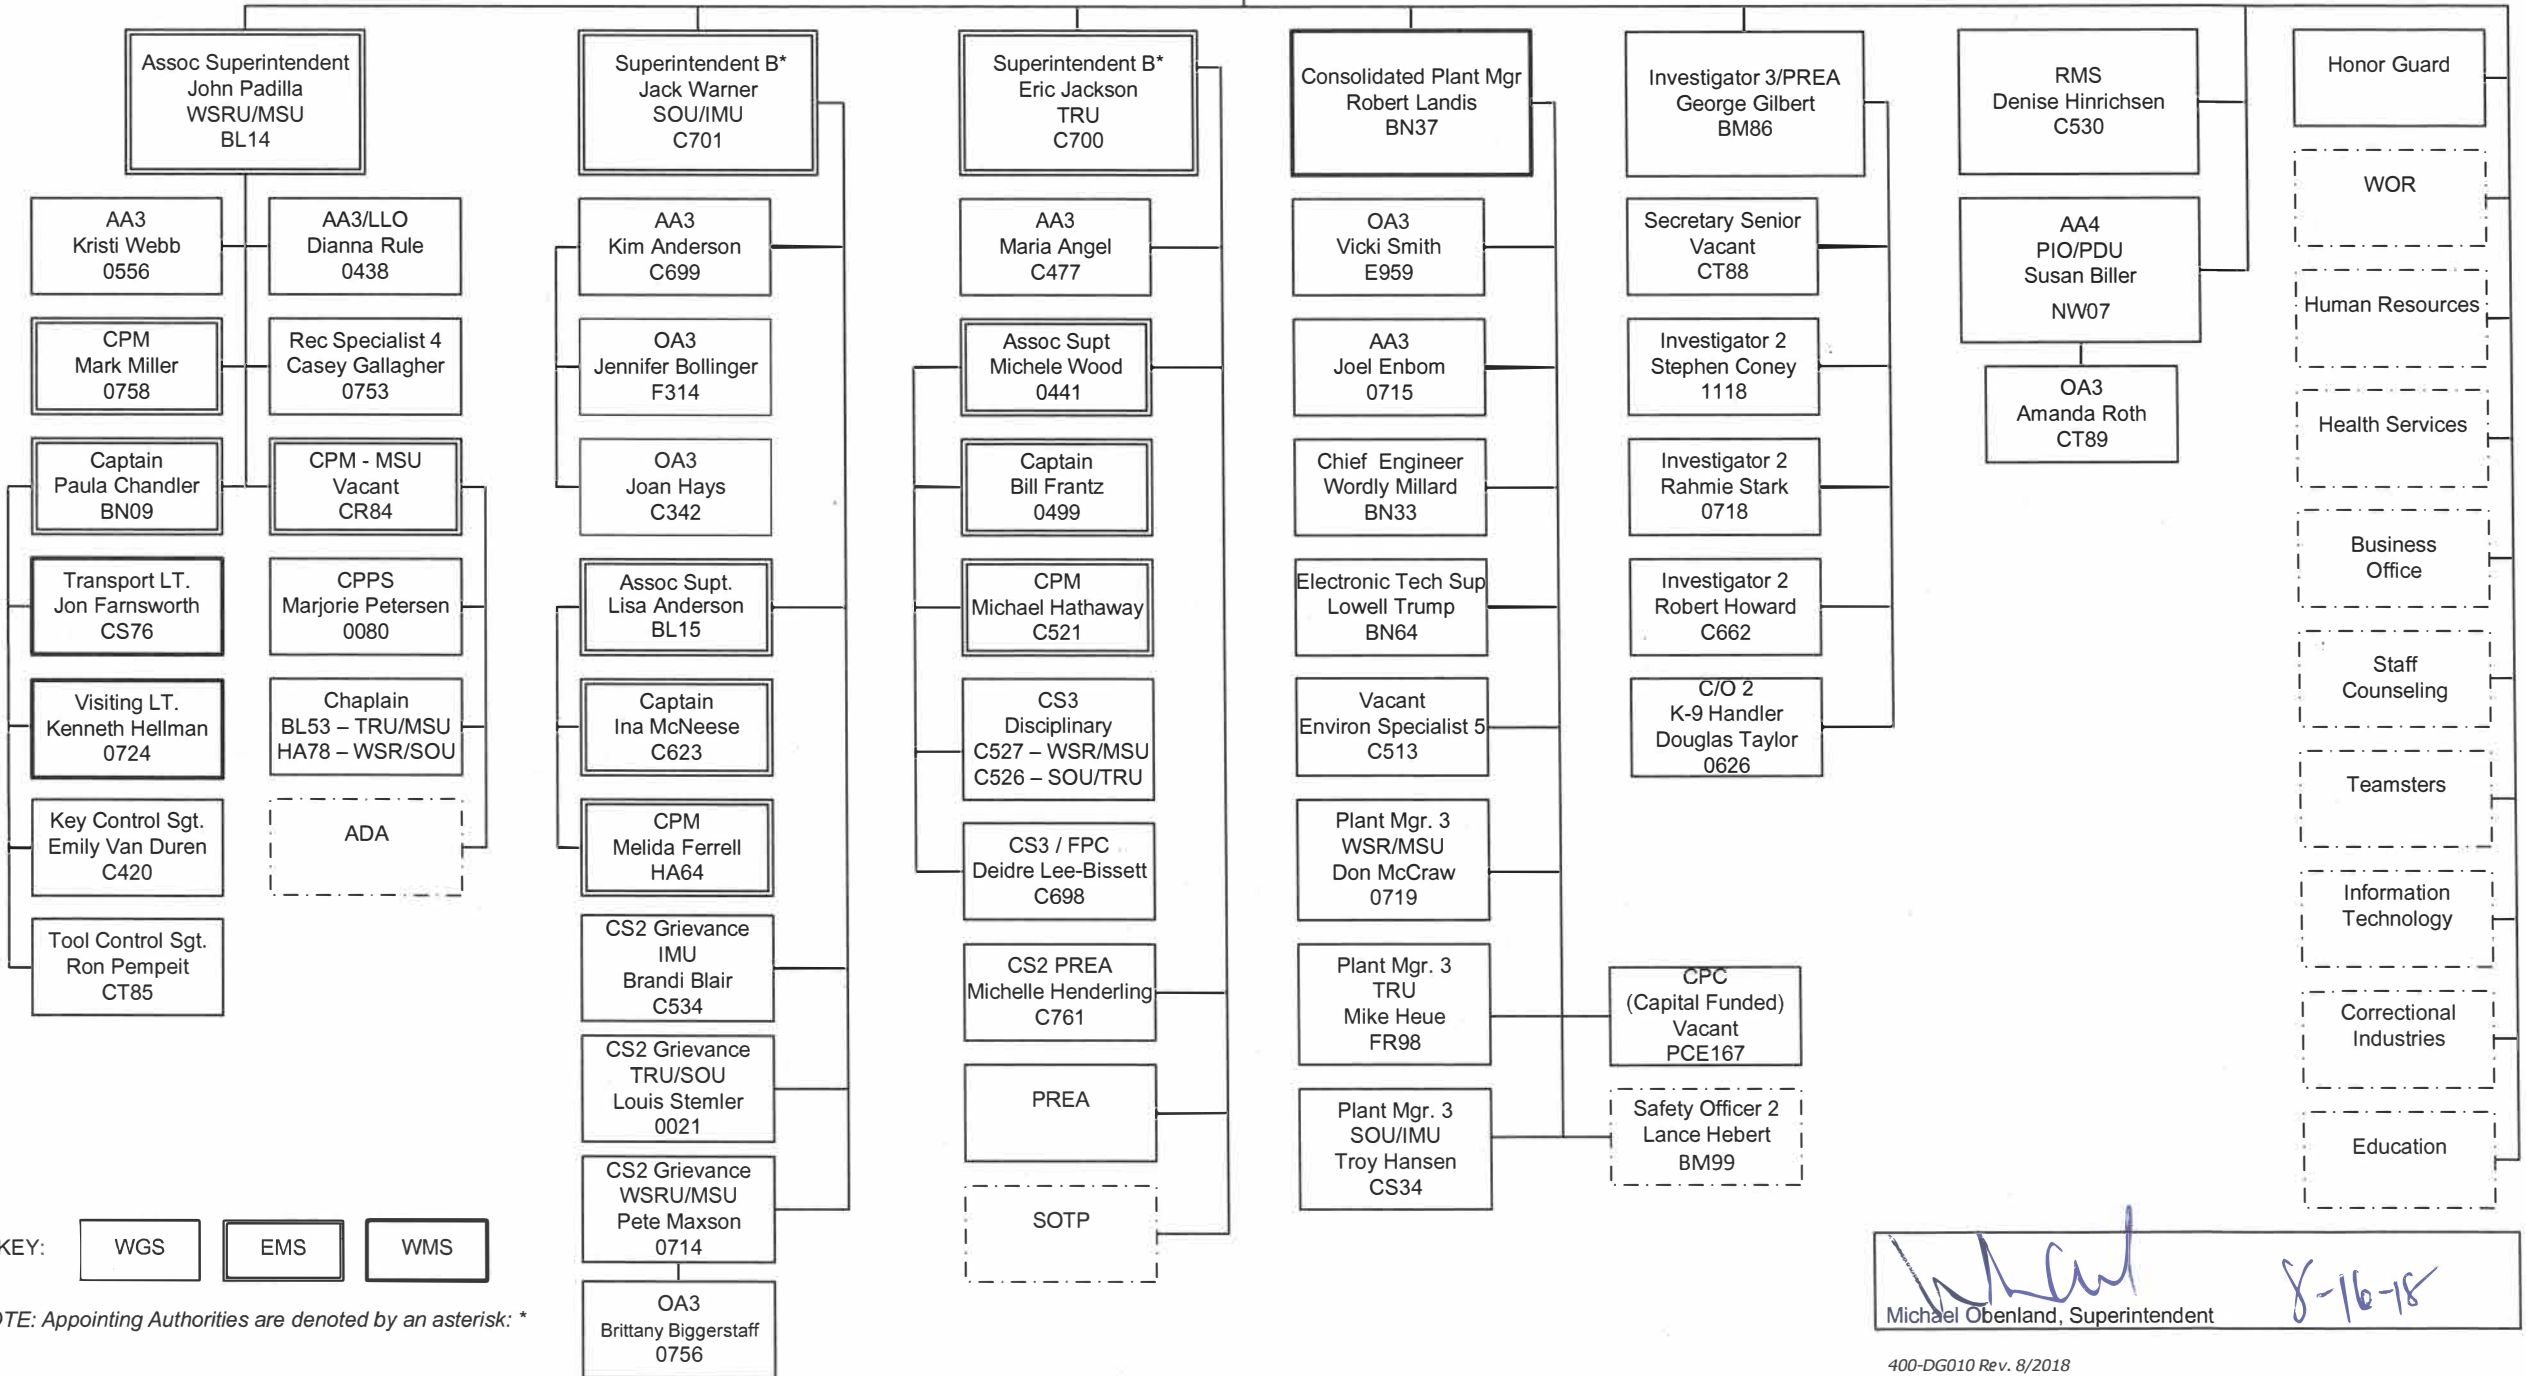 Assoc Superintendent
John Padilla
WSRU/MSU
BL14
AA3
Kristi Webb
0556
AA3/LLO
Dianna Rule
0438
CPM
Mark Miller
0758
Rec Specialist 4
Casey Gallagher
0753
Captain
Paula Chandler
BN09
CPM - MSU
Vacant
CR84
Transport LT.
Jon Farnsworth
CS76
CPPS
Marjorie Petersen
0080
Visiting LT.
Kenneth Hellman
0724
Chaplain
BL53 – TRU/MSU
HA78 – WSR/SOU
Key Control Sgt.
Emily Van Duren
C420
ADA
Tool Control Sgt.
Ron Pempeit
CT85
Superintendent B*
Jack Warner
SOU/IMU
C701
AA3
Kim Anderson
C699
OA3
Jennifer Bollinger
F314
OA3
Joan Hays
C342
Assoc Supt.
Lisa Anderson
BL15
Captain
Ina McNeese
C623
CPM
Melida Ferrell
HA64
CS2 Grievance
IMU
Brandi Blair
C534
CS2 Grievance
TRU/SOU
Louis Stemler
0021
CS2 Grievance
WSRU/MSU
Pete Maxson
0714
OA3
Brittany Biggerstaff
0756
Superintendent B*
Eric Jackson
TRU
C700
AA3
Maria Angel
C477
Assoc Supt
Michele Wood
0441
Captain
Bill Frantz
0499
CPM
Michael Hathaway
C521
CS3
Disciplinary
C527 – WSR/MSU
C526 – SOU/TRU
CS3 / FPC
Deidre Lee-Bissett
C698
CS2 PREA
Michelle Henderling
C761
PREA
SOTP
Consolidated Plant Mgr
Robert Landis
BN37
OA3
Vicki Smith
E959
AA3
Joel Enbom
0715
Chief Engineer
Wordly Millard
BN33
Electronic Tech Sup
Lowell Trump
BN64
Vacant
Environ Specialist 5
C513
Plant Mgr. 3
WSR/MSU
Don McCraw
0719
Plant Mgr. 3
TRU
Mike Heue
FR98
CPC
(Capital Funded)
Vacant
PCE167
Plant Mgr. 3
SOU/IMU
Troy Hansen
CS34
Safety Officer 2
Lance Hebert
BM99
Investigator 3/PREA
George Gilbert
BM86
Secretary Senior
Vacant
CT88
Investigator 2
Stephen Coney
1118
Investigator 2
Rahmie Stark
0718
Investigator 2
Robert Howard
C662
C/O 2
K-9 Handler
Douglas Taylor
0626
RMS
Denise Hinrichsen
C530
AA4
PIO/PDU
Susan Biller
NW07
OA3
Amanda Roth
CT89
Honor Guard
WOR
Human Resources
Health Services
Business
Office
Staff
Counseling
Teamsters
Information
Technology
Correctional
Industries
Education
KEY:
WGS
EMS
WMS
OTE: Appointing Authorities are denoted by an asterisk: *
Michael Obenland, Superintendent
8-16-18
400-DG010 Rev. 8/2018